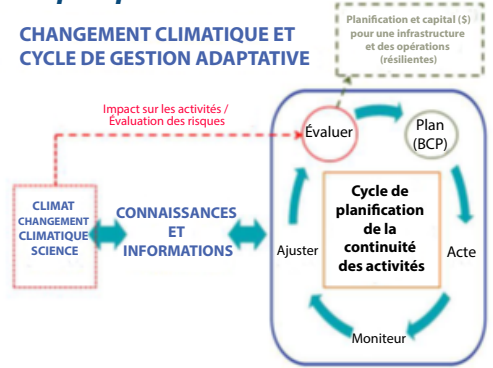 CHANGEMENT CLIMATIQUE ET
CYCLE DE GESTION ADAPTATIVE
Planification et capital ($)
pour une infrastructure
et des opérations
(résilientes)
Impact sur les activités /
Évaluation des risques
Évaluer
Plan
(BCP)
CLIMAT
CHANGEMENT
CLIMATIQUE
SCIENCE
CONNAISSANCES
ET
INFORMATIONS
Ajuster
Cycle de
planification
de la
continuité
des activités
Acte
Moniteur